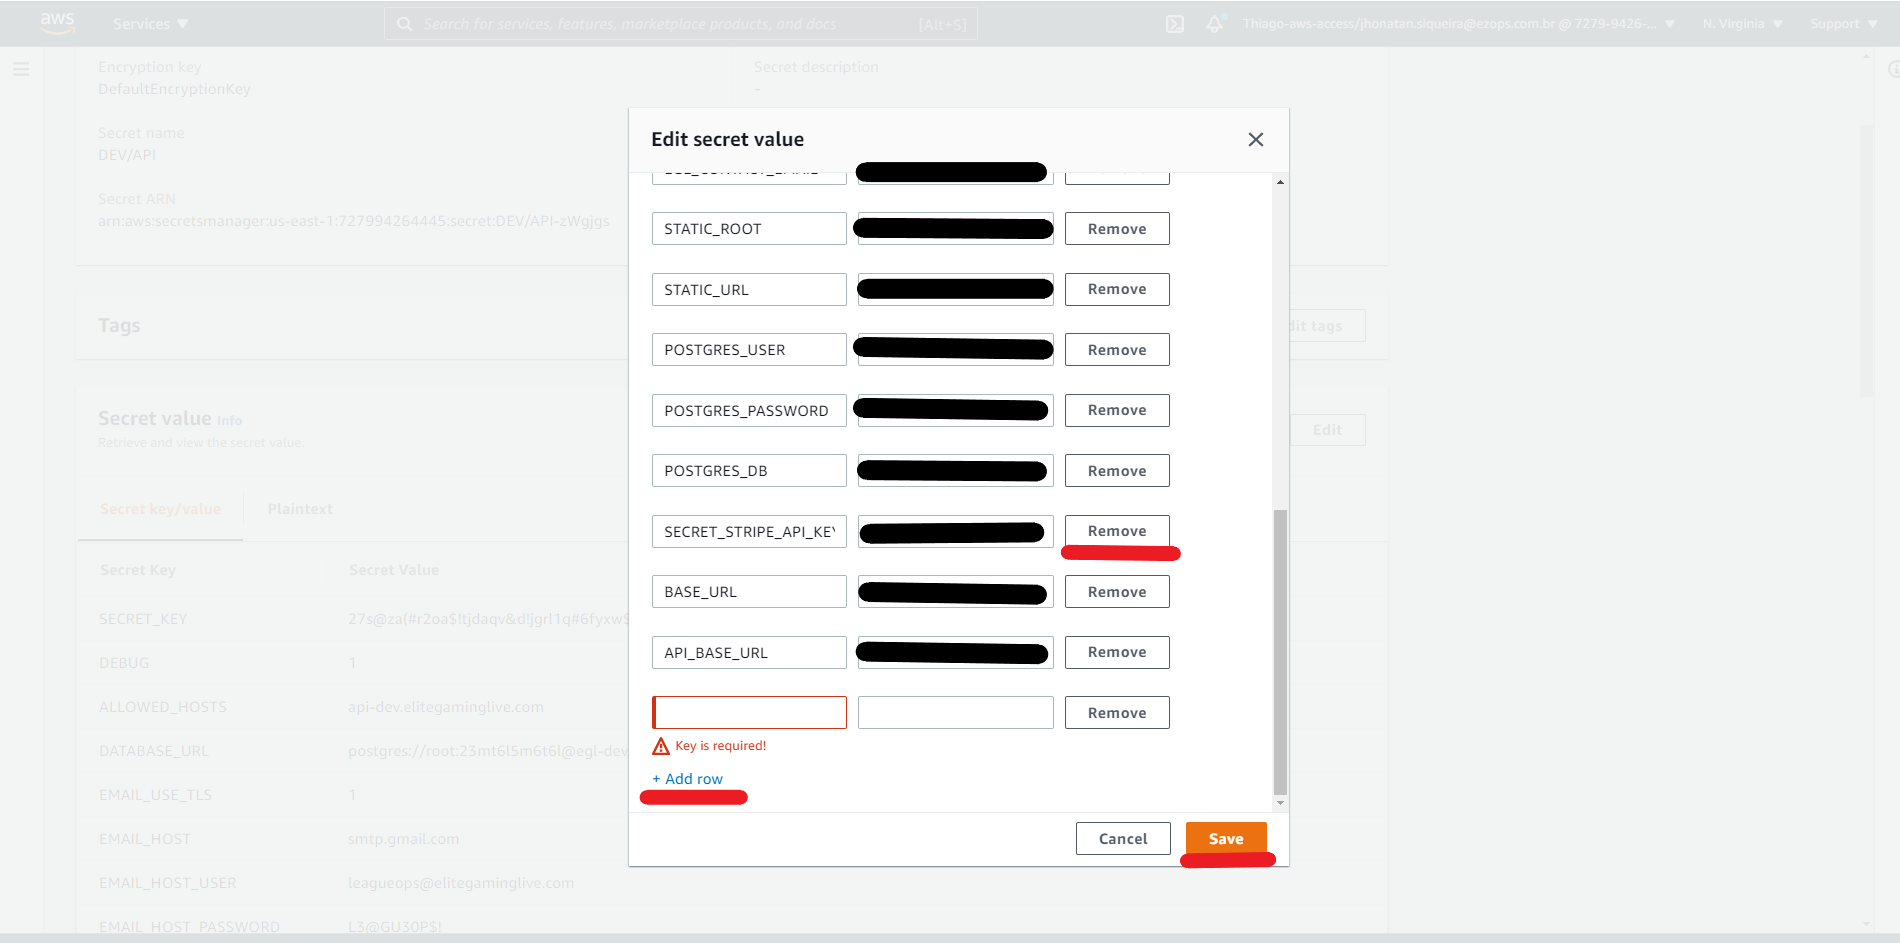 aws
Services ▼
Search for services, features, marketplace products, and docs [Alt+S]
Thiago-aws-access/jhonatan.siqueira@ezops.com.br @ 7279-9426-... ▼
N. Virginia ▼
Support ▼
Encryption key
DefaultEncryptionKey
Secret description
-
Secret name
DEV/API
Secret ARN
arn:aws:secretsmanager:us-east-1:727994264445:secret:DEV/API-zWgjgs
Tags
dit tags
Secret value Info
Retrieve and view the secret value.
Edit
Secret key/value
Plaintext
Secret Key Secret Value
SECRET_KEY 27s@za(#r2oa$!tjdaqv&d!jgrl1q#6fyxw$
DEBUG 1
ALLOWED_HOSTS api-dev.elitegaminglive.com
DATABASE_URL postgres://root:23mt6l5m6t6l@egl-dev
EMAIL_USE_TLS 1
EMAIL_HOST smtp.gmail.com
EMAIL_HOST_USER leagueops@elitegaminglive.com
EMAIL_HOST_PASSWORD L3@GU30P$!
Edit secret value
EGL_CONTACT_EMAIL
STATIC_ROOT Remove
STATIC_URL Remove
POSTGRES_USER Remove
POSTGRES_PASSWORD Remove
POSTGRES_DB Remove
SECRET_STRIPE_API_KEY Remove
BASE_URL Remove
API_BASE_URL Remove
Remove
Key is required!
+ Add row
Cancel
Save